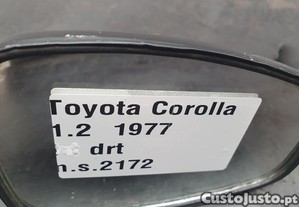 Toyota Corolla
1.2 1977
drt
n.s.2172
CustoJusto.pt